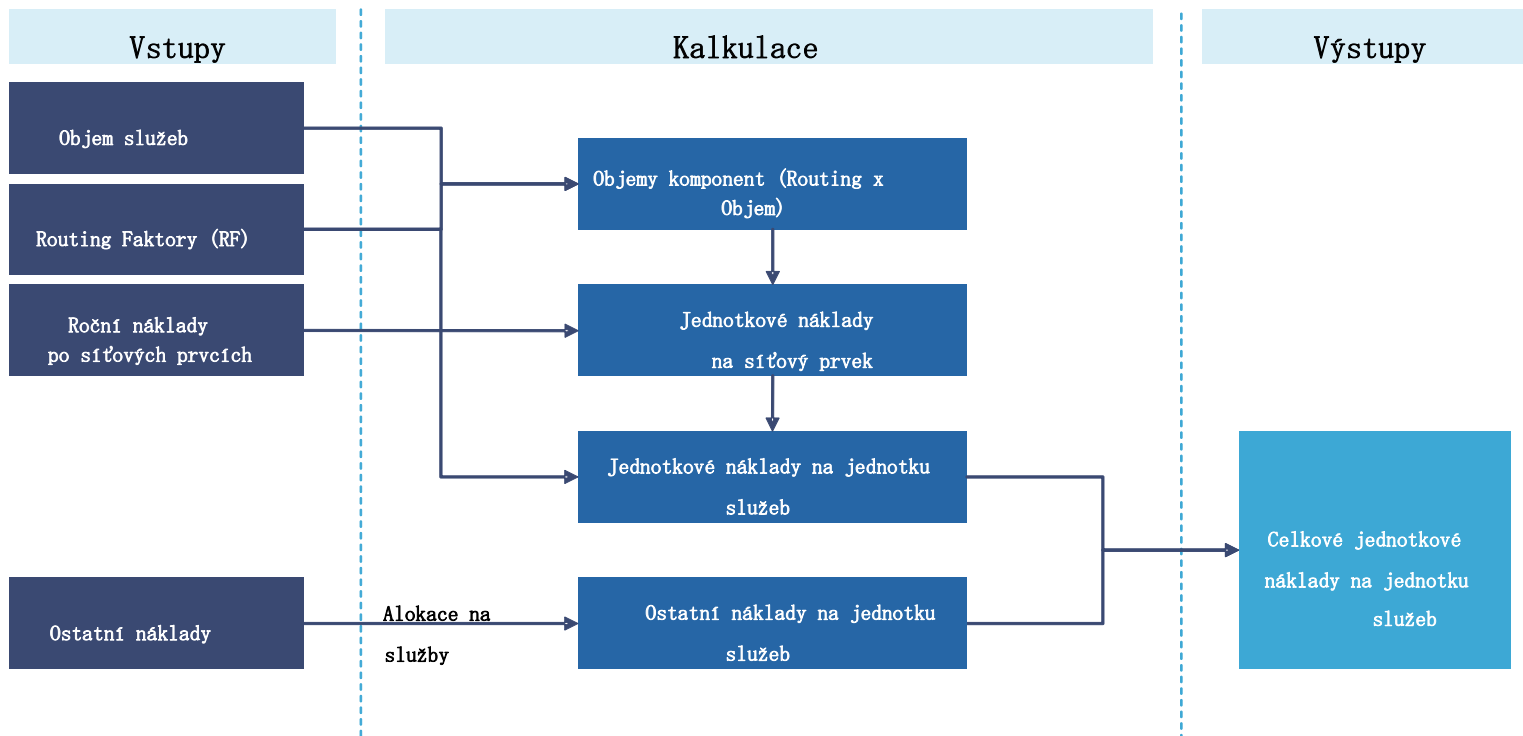 Vstupy
Kalkulace
Výstupy
Objem služeb
Routing Faktory (RF)
Roční náklady
po síťových prvcích
Ostatní náklady
Alokace na
služby
Objemy komponent (Routing x
Objem)
Jednotkové náklady
na síťový prvek
Jednotkové náklady na jednotku
služeb
Ostatní náklady na jednotku
služeb
Celkové jednotkové
náklady na jednotku
služeb